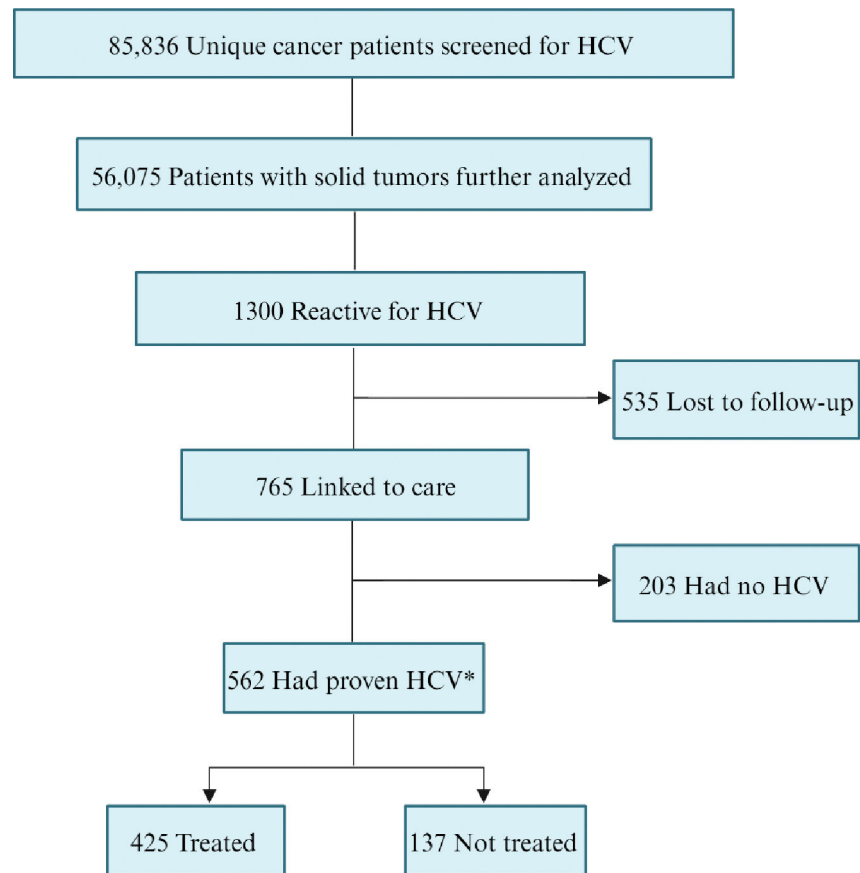 85,836 Unique cancer patients screened for HCV
56,075 Patients with solid tumors further analyzed
1300 Reactive for HCV
535 Lost to follow-up
765 Linked to care
203 Had no HCV
562 Had proven HCV*
425 Treated
137 Not treated